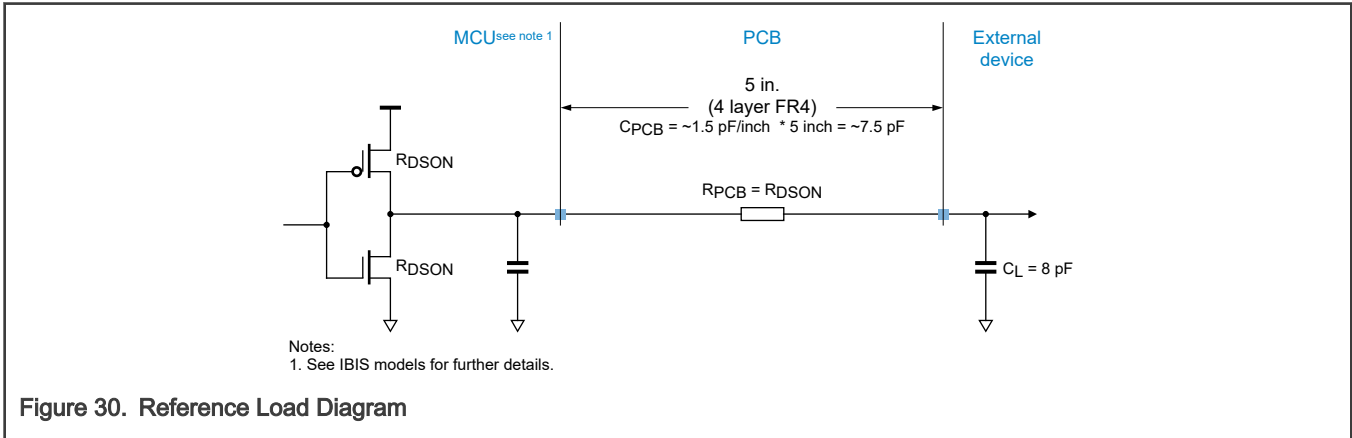 MCU see note 1
PCB
External
device
5 in.
(4 layer FR4)
CPCB = ~1.5 pF/inch * 5 inch = ~7.5 pF
RDSON
RPCB = RDSON
RDSON
CL = 8 pF
Notes:
1. See IBIS models for further details.
Figure 30. Reference Load Diagram